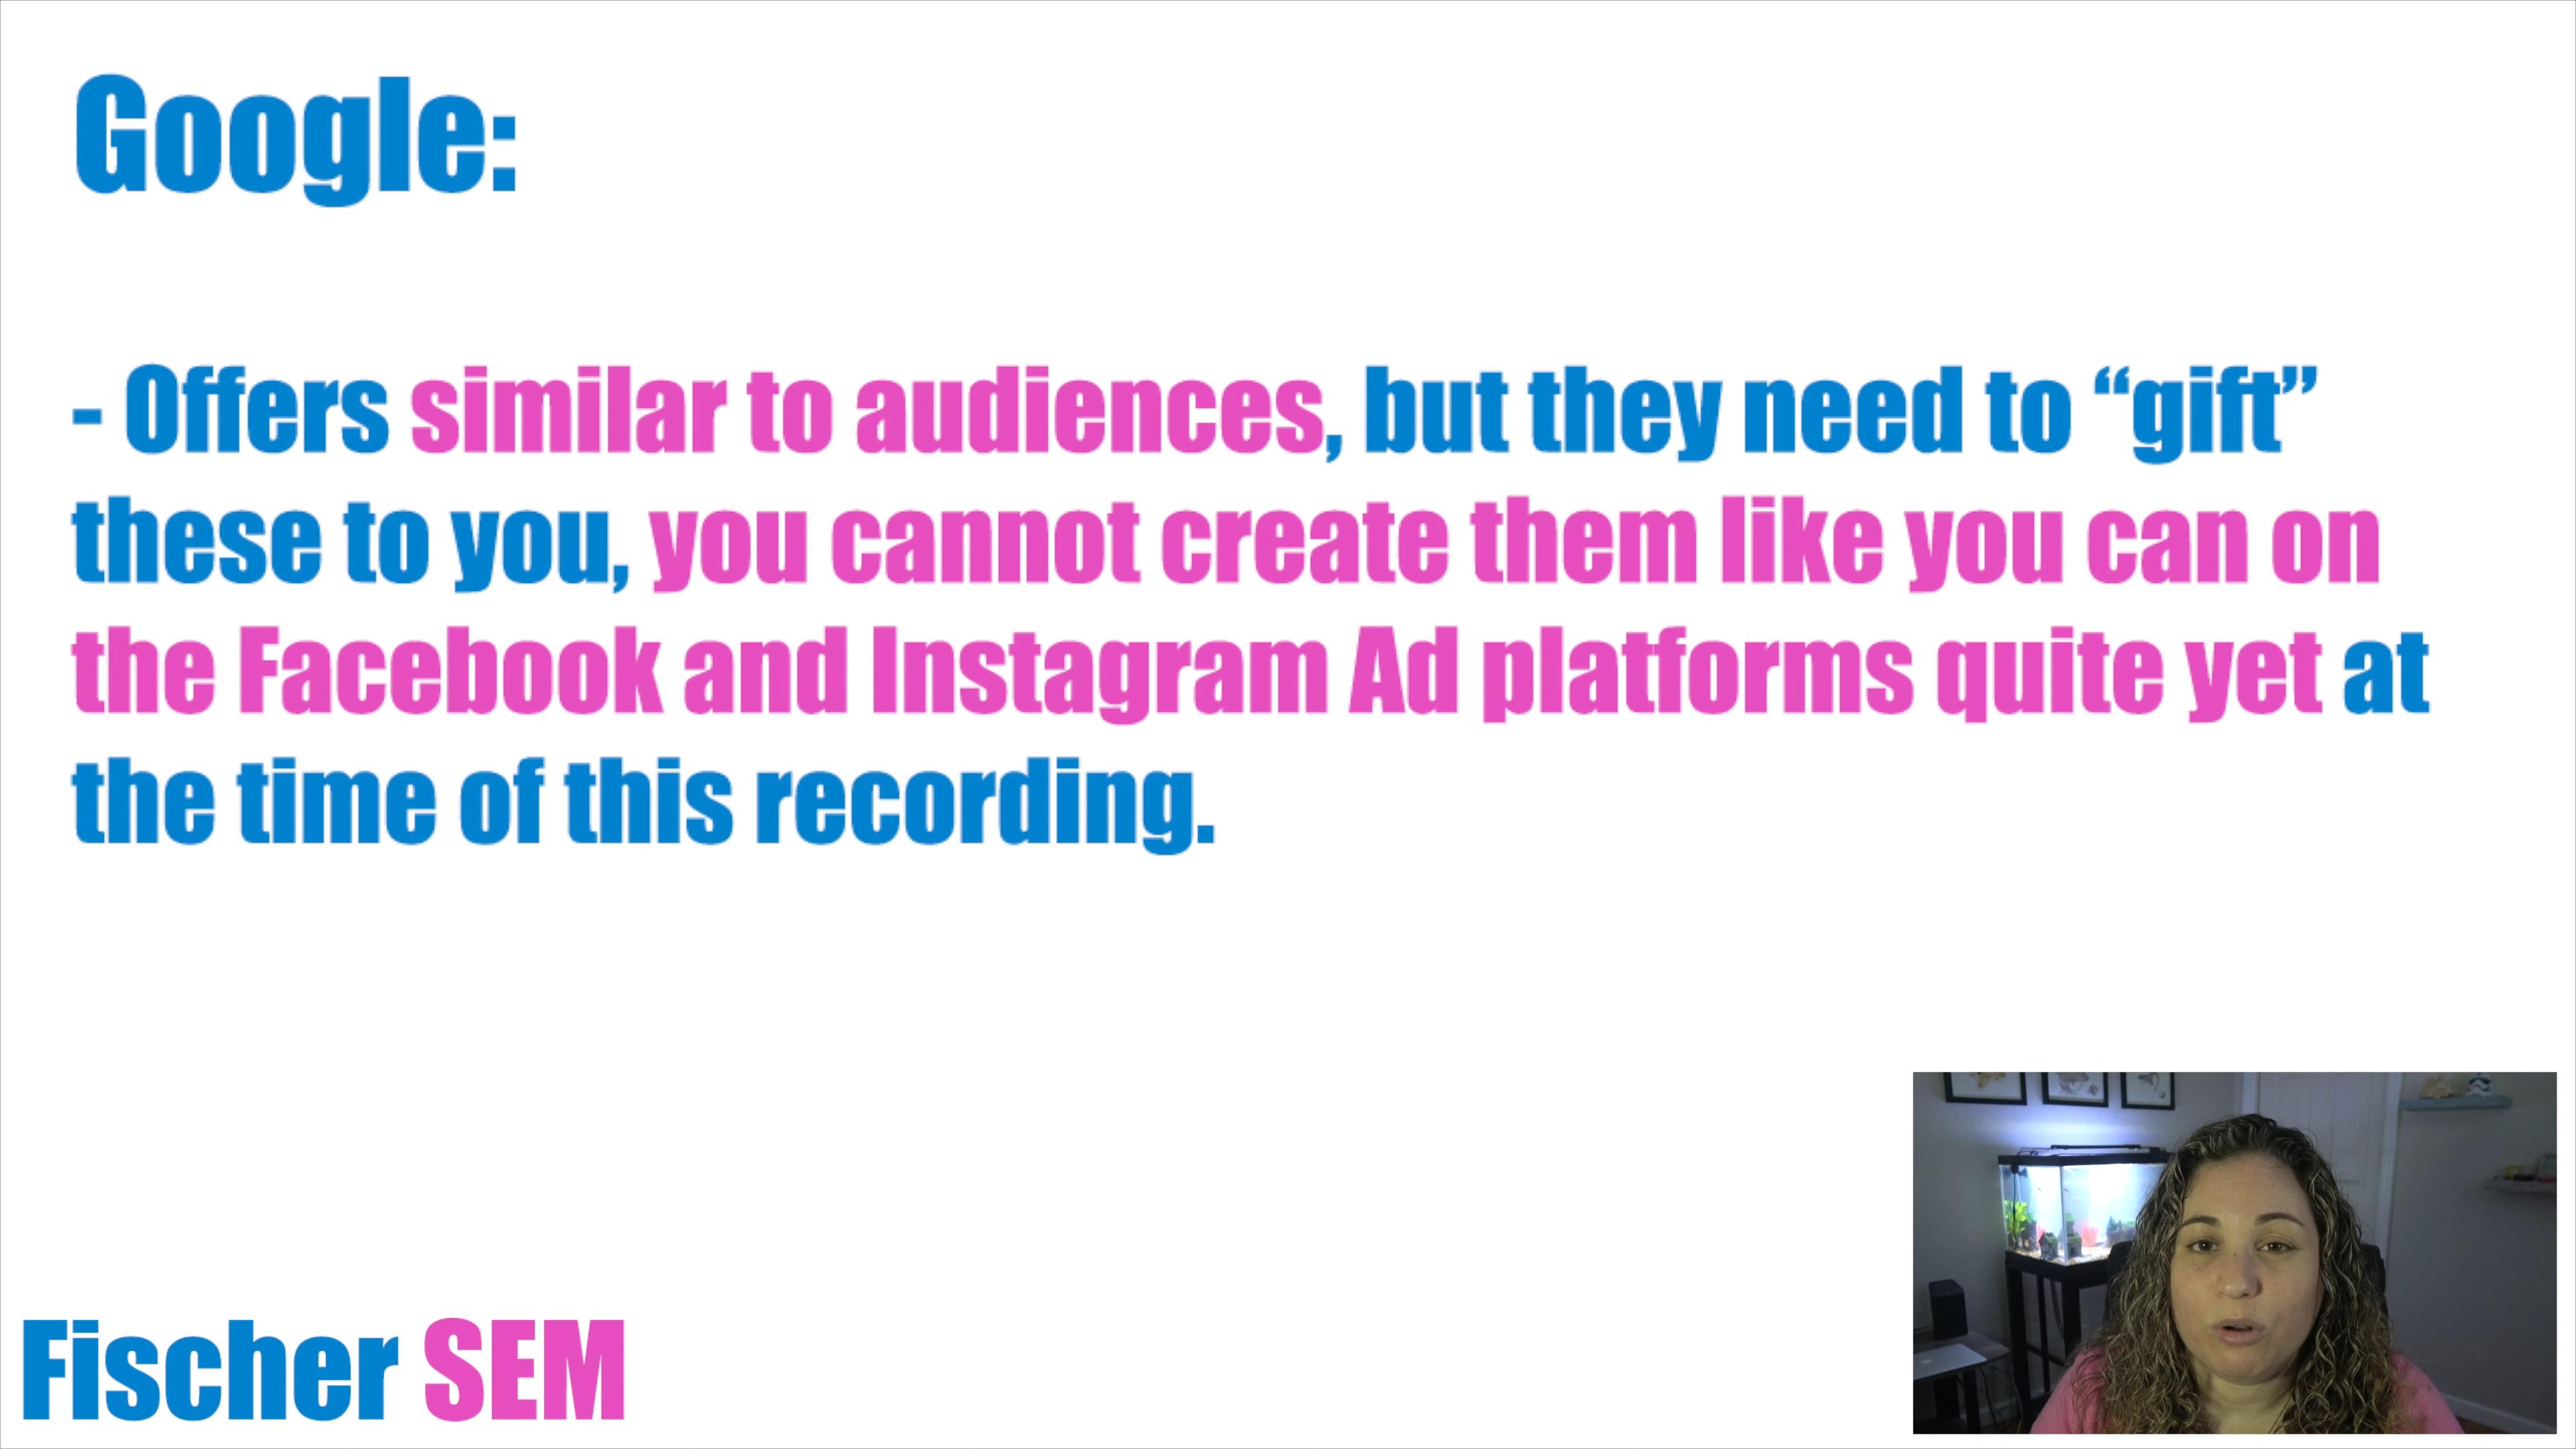 Google:
- Offers similar to audiences, but they need to “gift”
these to you, you cannot create them like you can on
the Facebook and Instagram Ad platforms quite yet at
the time of this recording.
Fischer SEM